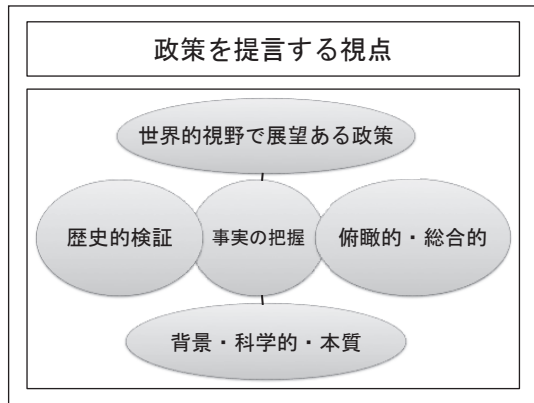 政策を提言する視点
世界的視野で展望ある政策
歴史的検証
事実の把握
俯瞰的・総合的
背景・科学的・本質